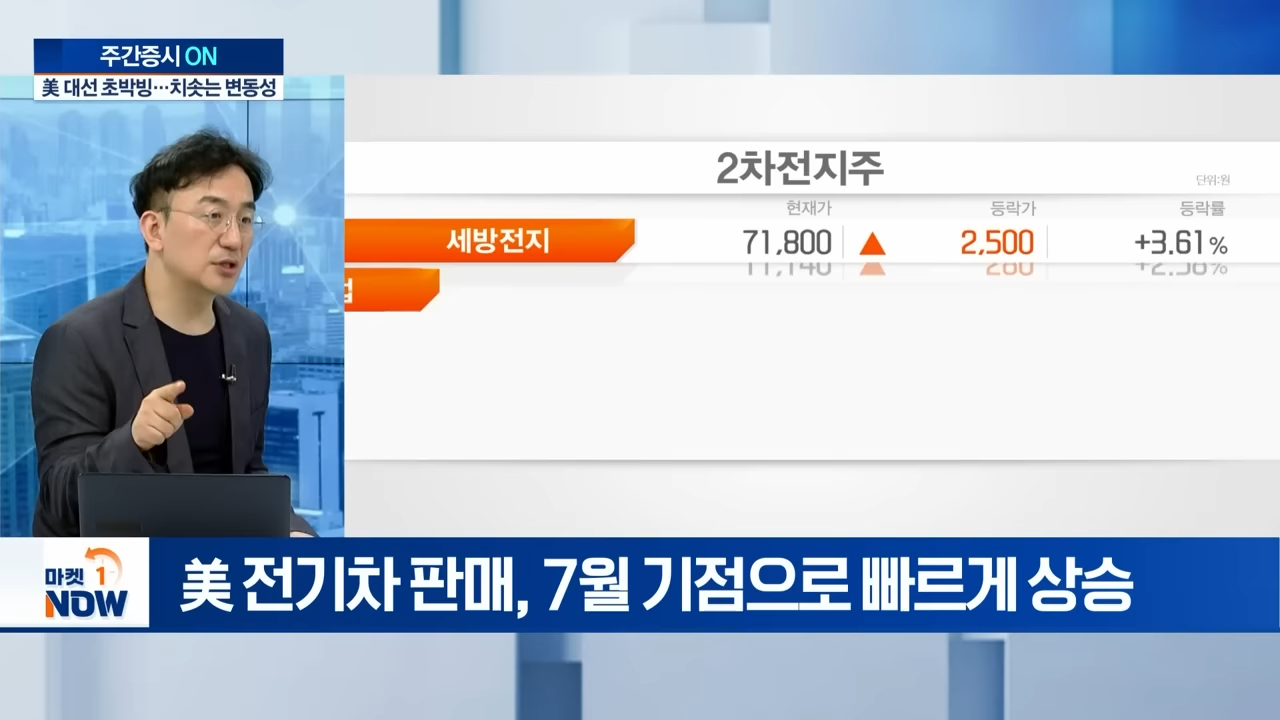 주간증시 ON
美 대선 초박빙…치솟는 변동성
2차전지주
단위:원
현재가 등락가 등락률
세방전지 71,800 ▲ 2,500 +3.61%
마켓 1
NOW
美 전기차 판매, 7월 기점으로 빠르게 상승